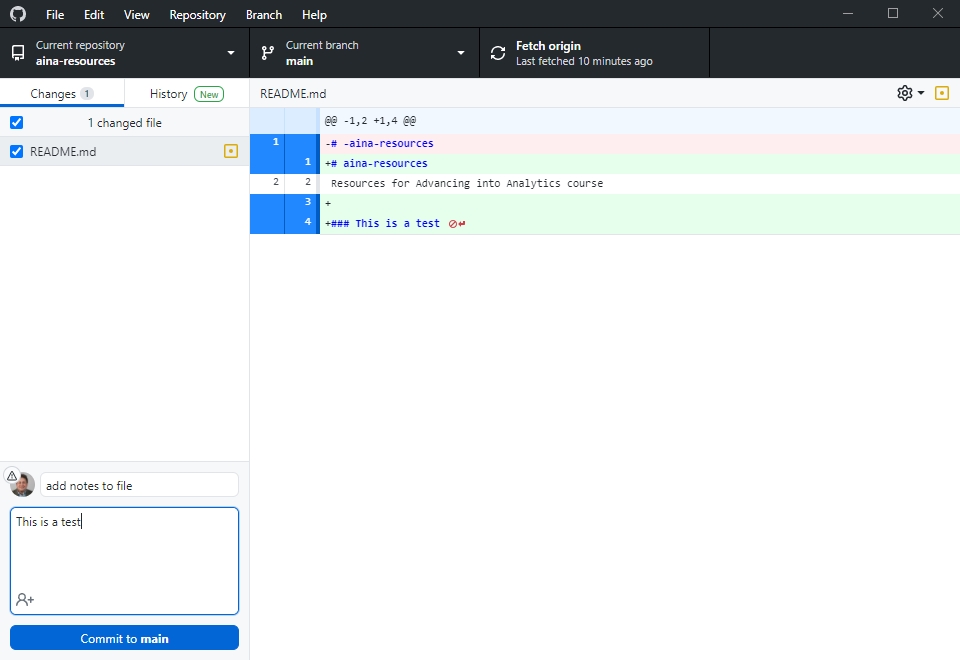 File Edit View Repository Branch Help
Current repository
aina-resources
Current branch
main
Fetch origin
Last fetched 10 minutes ago
Changes 1
History New
1 changed file
README.md
README.md
@@ -1,2 +1,4 @@
1 -# -aina-resources
1 +# aina-resources
2 2 Resources for Advancing into Analytics course
3 +
4 +### This is a test
add notes to file
This is a test
Commit to main